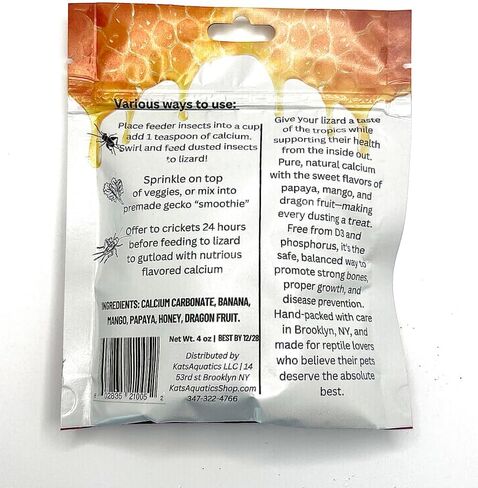 Various ways to use:
Place feeder insects into a cup
add 1 teaspoon of calcium.
Swirl and feed dusted insects
to lizard!
Sprinkle on top
of veggies, or mix into
premade gecko “smoothie”
Offer to crickets 24 hours
before feeding to lizard
to gutload with nutrious
flavored calcium
INGREDIENTS: CALCIUM CARBONATE, BANANA,
MANGO, PAPAYA, HONEY, DRAGON FRUIT.
Net Wt. 4 oz | BEST BY 12/28
Distributed by
KatsAquatics LLC | 14
53rd st Brooklyn NY
KatsAquaticsShop.com
347-322-4766
02835 21005 2
Give your lizard a taste
of the tropics while
supporting their health
from the inside out.
Pure, natural calcium
with the sweet flavors of
papaya, mango, and
dragon fruit—making
every dusting a treat.
Free from D3 and
phosphorus, it's the
safe, balanced way to
promote strong bones,
proper growth, and
disease prevention.
Hand-packed with care
in Brooklyn, NY, and
made for reptile lovers
who believe their pets
deserve the absolute
best.